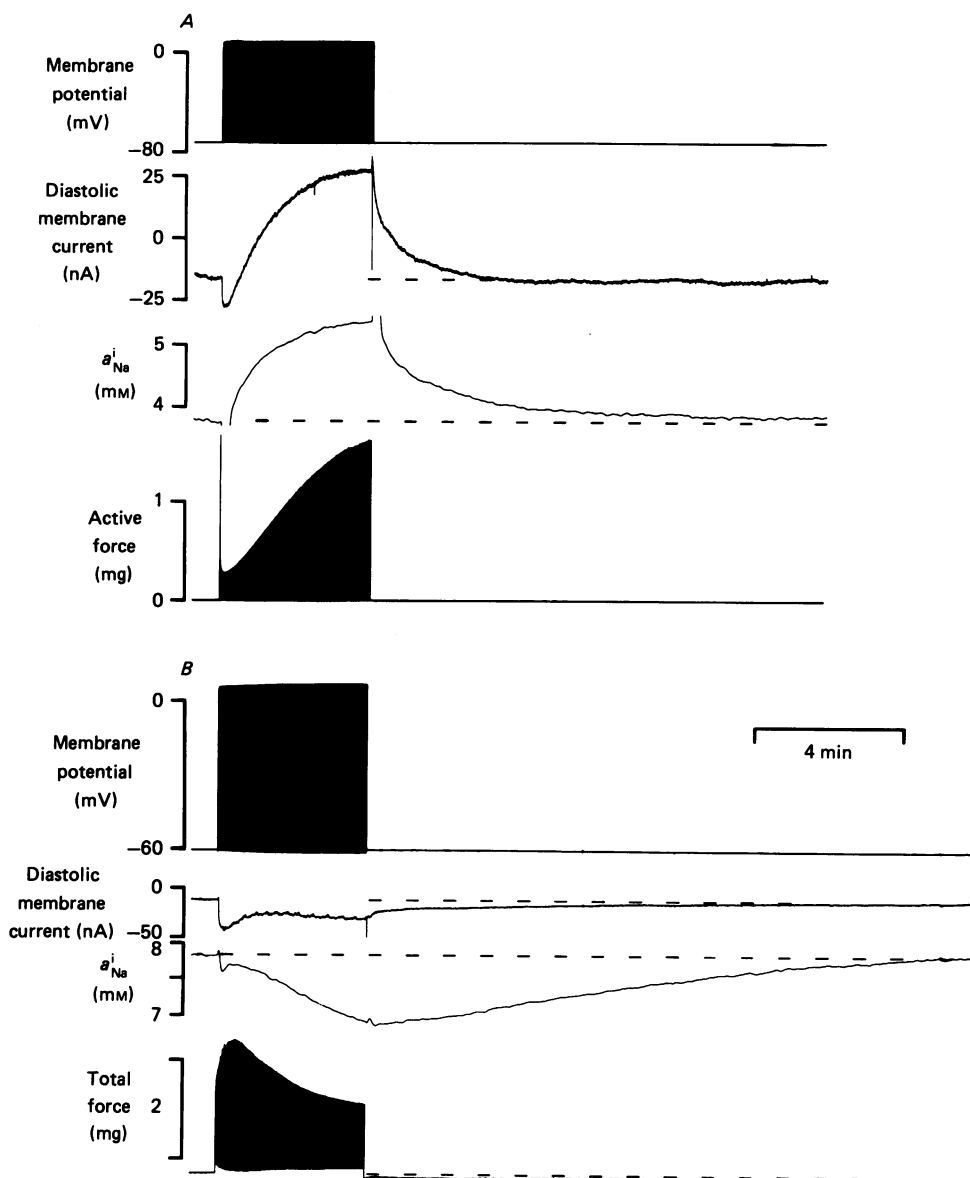 A
0
Membrane
potential
(mV)
−80
25
Diastolic
membrane
0
current
(nA)
−25
5
aiNa
(mM)
4
1
Active
force
(mg)
0
B
0
4 min
Membrane
potential
(mV)
−60
Diastolic
0
membrane
current (nA)
−50
8
aiNa
(mM)
7
Total
force 2
(mg)